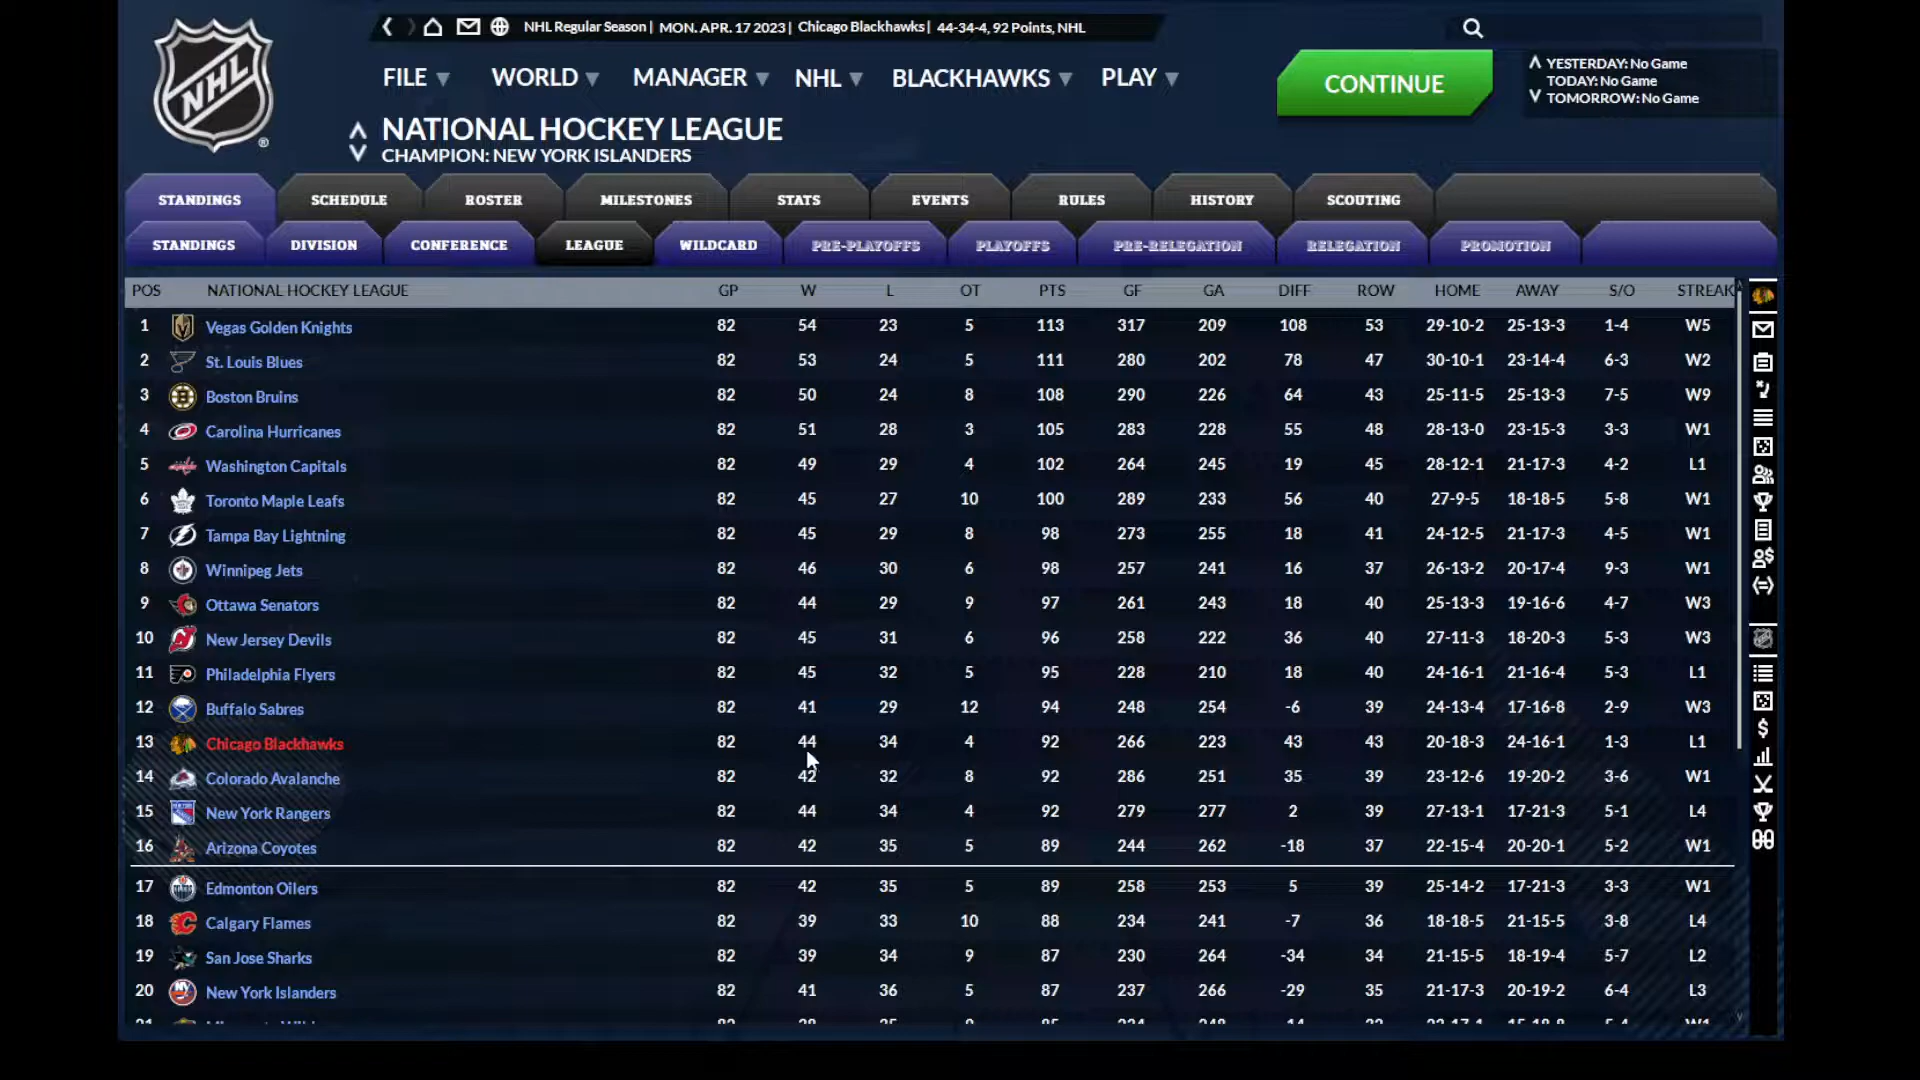 NHL Regular Season | MON. APR. 17 2023 | Chicago Blackhawks | 44-34-4, 92 Points, NHL
FILE WORLD MANAGER NHL BLACKHAWKS PLAY
CONTINUE
YESTERDAY: No Game
TODAY: No Game
TOMORROW: No Game
NHL
NATIONAL HOCKEY LEAGUE
CHAMPION: NEW YORK ISLANDERS
STANDINGS SCHEDULE ROSTER MILESTONES STATS EVENTS RULES HISTORY SCOUTING
STANDINGS DIVISION CONFERENCE LEAGUE WILDCARD PRE-PLAYOFFS PLAYOFFS PRE-RELEGATION RELEGATION PROMOTION
POS NATIONAL HOCKEY LEAGUE GP W L OT PTS GF GA DIFF ROW HOME AWAY S/O STREAK
1 Vegas Golden Knights 82 54 23 5 113 317 209 108 53 29-10-2 25-13-3 1-4 W5
2 St. Louis Blues 82 53 24 5 111 280 202 78 47 30-10-1 23-14-4 6-3 W2
3 Boston Bruins 82 50 24 8 108 290 226 64 43 25-11-5 25-13-3 7-5 W9
4 Carolina Hurricanes 82 51 28 3 105 283 228 55 48 28-13-0 23-15-3 3-3 W1
5 Washington Capitals 82 49 29 4 102 264 245 19 45 28-12-1 21-17-3 4-2 L1
6 Toronto Maple Leafs 82 45 27 10 100 289 233 56 40 27-9-5 18-18-5 5-8 W1
7 Tampa Bay Lightning 82 45 29 8 98 273 255 18 41 24-12-5 21-17-3 4-5 W1
8 Winnipeg Jets 82 46 30 6 98 257 241 16 37 26-13-2 20-17-4 9-3 W1
9 Ottawa Senators 82 44 29 9 97 261 243 18 40 25-13-3 19-16-6 4-7 W3
10 New Jersey Devils 82 45 31 6 96 258 222 36 40 27-11-3 18-20-3 5-3 W3
11 Philadelphia Flyers 82 45 32 5 95 228 210 18 40 24-16-1 21-16-4 5-3 L1
12 Buffalo Sabres 82 41 29 12 94 248 254 -6 39 24-13-4 17-16-8 2-9 W3
13 Chicago Blackhawks 82 44 34 4 92 266 223 43 43 20-18-3 24-16-1 1-3 L1
14 Colorado Avalanche 82 42 32 8 92 286 251 35 39 23-12-6 19-20-2 3-6 W1
15 New York Rangers 82 44 34 4 92 279 277 2 39 27-13-1 17-21-3 5-1 L4
16 Arizona Coyotes 82 42 35 5 89 244 262 -18 37 22-15-4 20-20-1 5-2 W1
17 Edmonton Oilers 82 42 35 5 89 258 253 5 39 25-14-2 17-21-3 3-3 W1
18 Calgary Flames 82 39 33 10 88 234 241 -7 36 18-18-5 21-15-5 3-8 L4
19 San Jose Sharks 82 39 34 9 87 230 264 -34 34 21-15-5 18-19-4 5-7 L2
20 New York Islanders 82 41 36 5 87 237 266 -29 35 21-17-3 20-19-2 6-4 L3